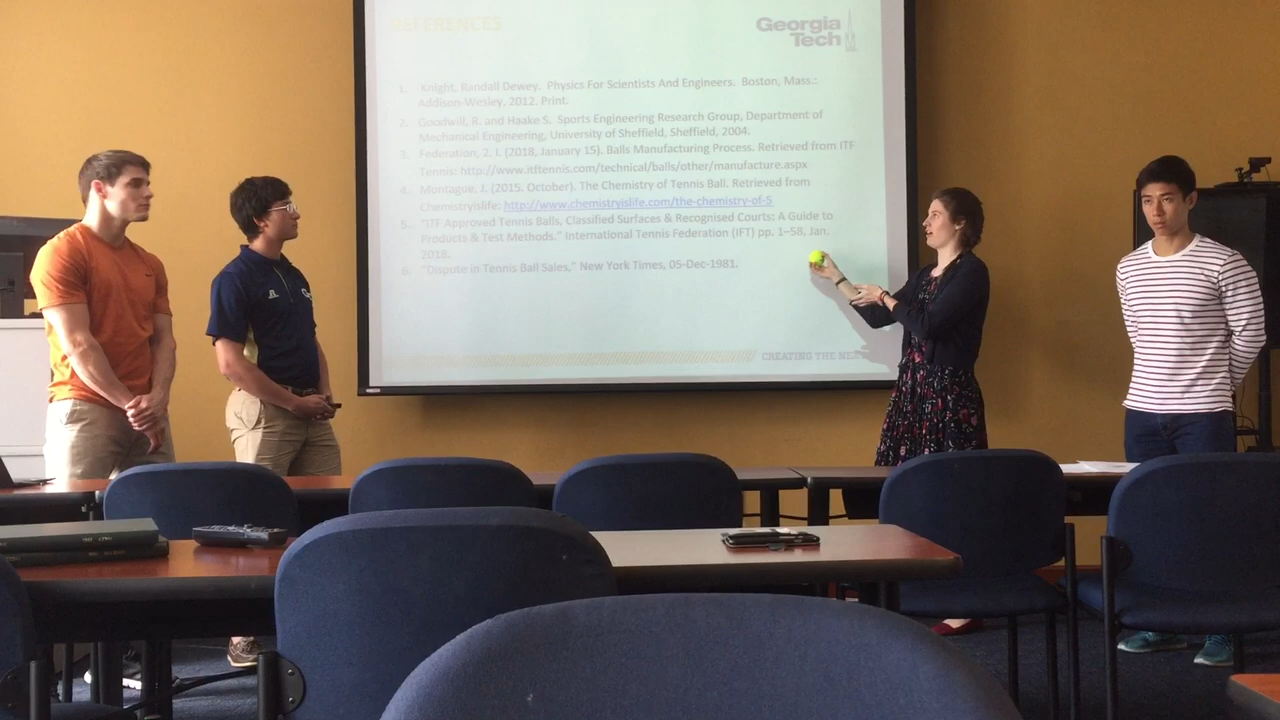 REFERENCES
Georgia
Tech
1. Knight, Randall Dewey. Physics For Scientists And Engineers. Boston, Mass.:
Addison-Wesley, 2012. Print.
2. Goodwill, R. and Haake S. Sports Engineering Research Group, Department of
Mechanical Engineering, University of Sheffield, Sheffield, 2004.
3. Federation, 2. I. (2018, January 15). Balls Manufacturing Process. Retrieved from ITF
Tennis: http://www.itftennis.com/technical/balls/other/manufacture.aspx
4. Montague, J. (2015. October). The Chemistry of Tennis Ball. Retrieved from
Chemistryislife: http://www.chemistryislife.com/the-chemistry-of-5
5. "ITF Approved Tennis Balls, Classified Surfaces & Recognised Courts: A Guide to
Products & Test Methods." International Tennis Federation (IFT) pp. 1–58, Jan.
2018.
6. "Dispute in Tennis Ball Sales," New York Times, 05-Dec-1981.
CREATING THE NE